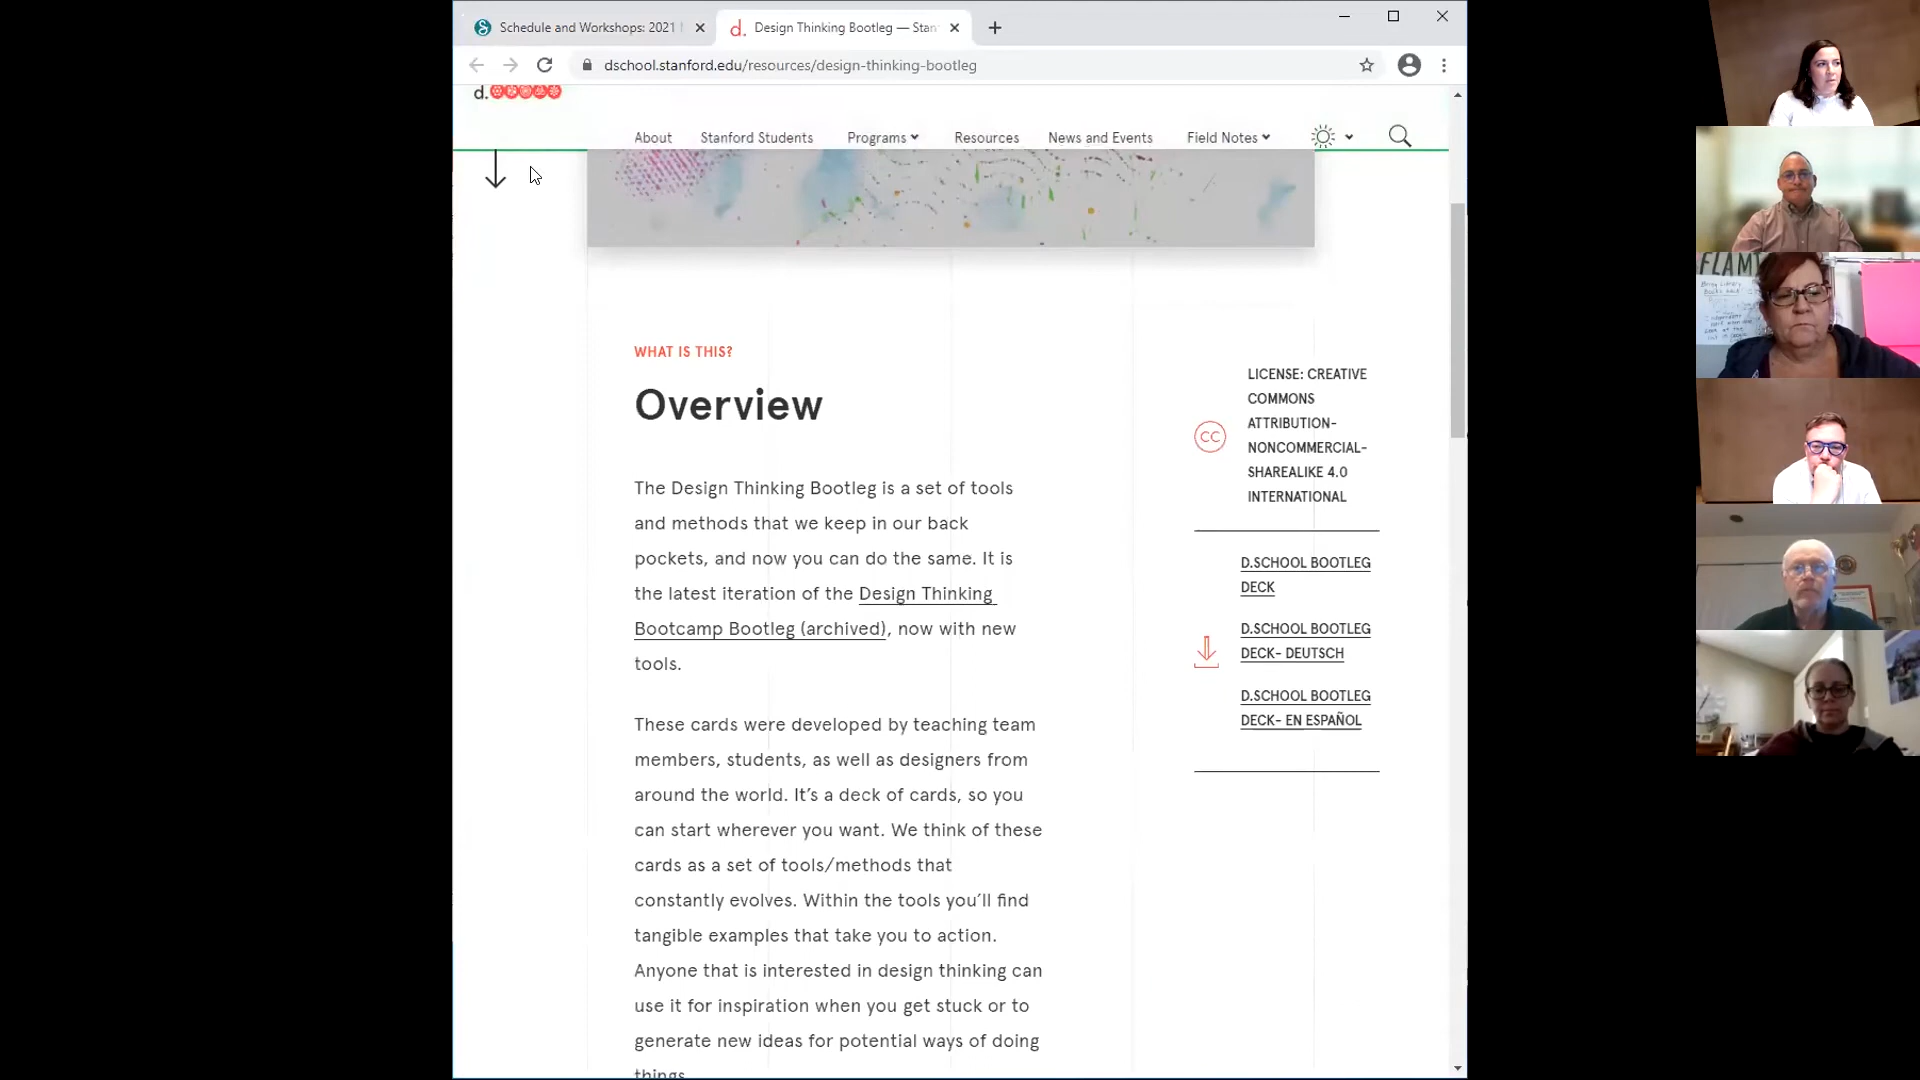 Schedule and Workshops: 2021
Design Thinking Bootleg — Stan
dschool.stanford.edu/resources/design-thinking-bootleg
d.
About
Stanford Students
Programs
Resources
News and Events
Field Notes
WHAT IS THIS?
Overview
The Design Thinking Bootleg is a set of tools
and methods that we keep in our back
pockets, and now you can do the same. It is
the latest iteration of the Design Thinking
Bootcamp Bootleg (archived), now with new
tools.
These cards were developed by teaching team
members, students, as well as designers from
around the world. It’s a deck of cards, so you
can start wherever you want. We think of these
cards as a set of tools/methods that
constantly evolves. Within the tools you’ll find
tangible examples that take you to action.
Anyone that is interested in design thinking can
use it for inspiration when you get stuck or to
generate new ideas for potential ways of doing
things.
CC
LICENSE: CREATIVE
COMMONS
ATTRIBUTION-
NONCOMMERCIAL-
SHAREALIKE 4.0
INTERNATIONAL
D.SCHOOL BOOTLEG
DECK
D.SCHOOL BOOTLEG
DECK- DEUTSCH
D.SCHOOL BOOTLEG
DECK- EN ESPAÑOL
FLAM